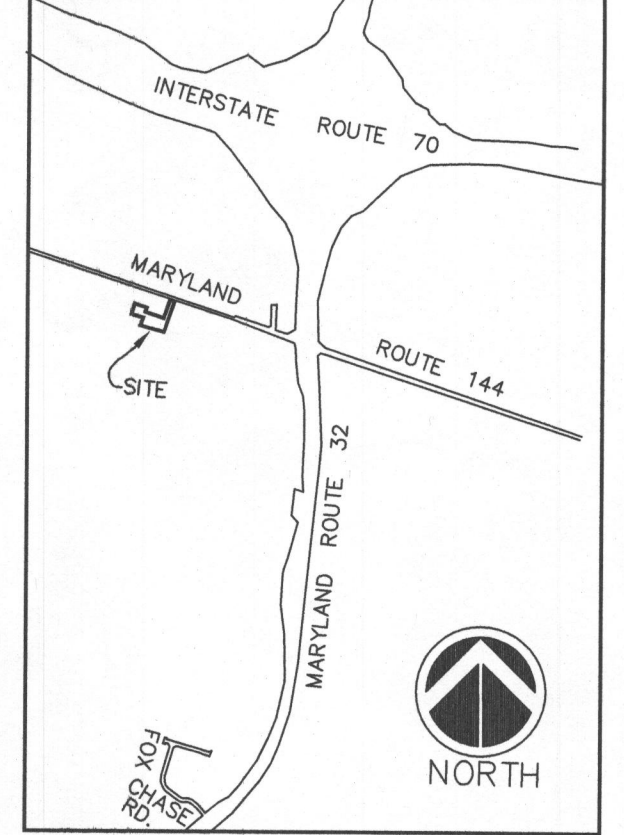 INTERSTATE ROUTE 70
MARYLAND ROUTE 144
SITE
MARYLAND ROUTE 32
FOX
CHASE
RD.
NORTH